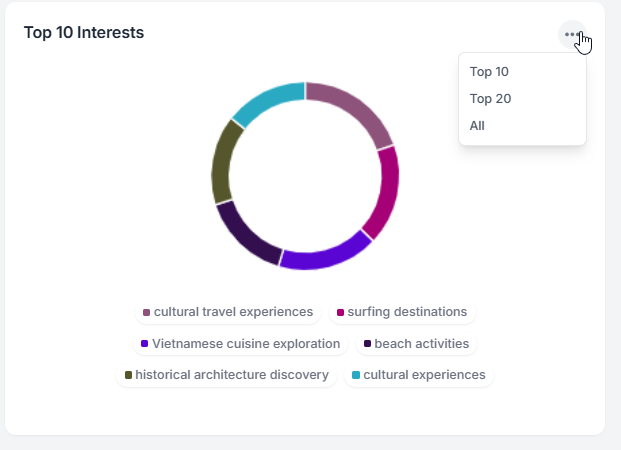 Top 10 Interests
Top 10
Top 20
All
cultural travel experiences
surfing destinations
Vietnamese cuisine exploration
beach activities
historical architecture discovery
cultural experiences